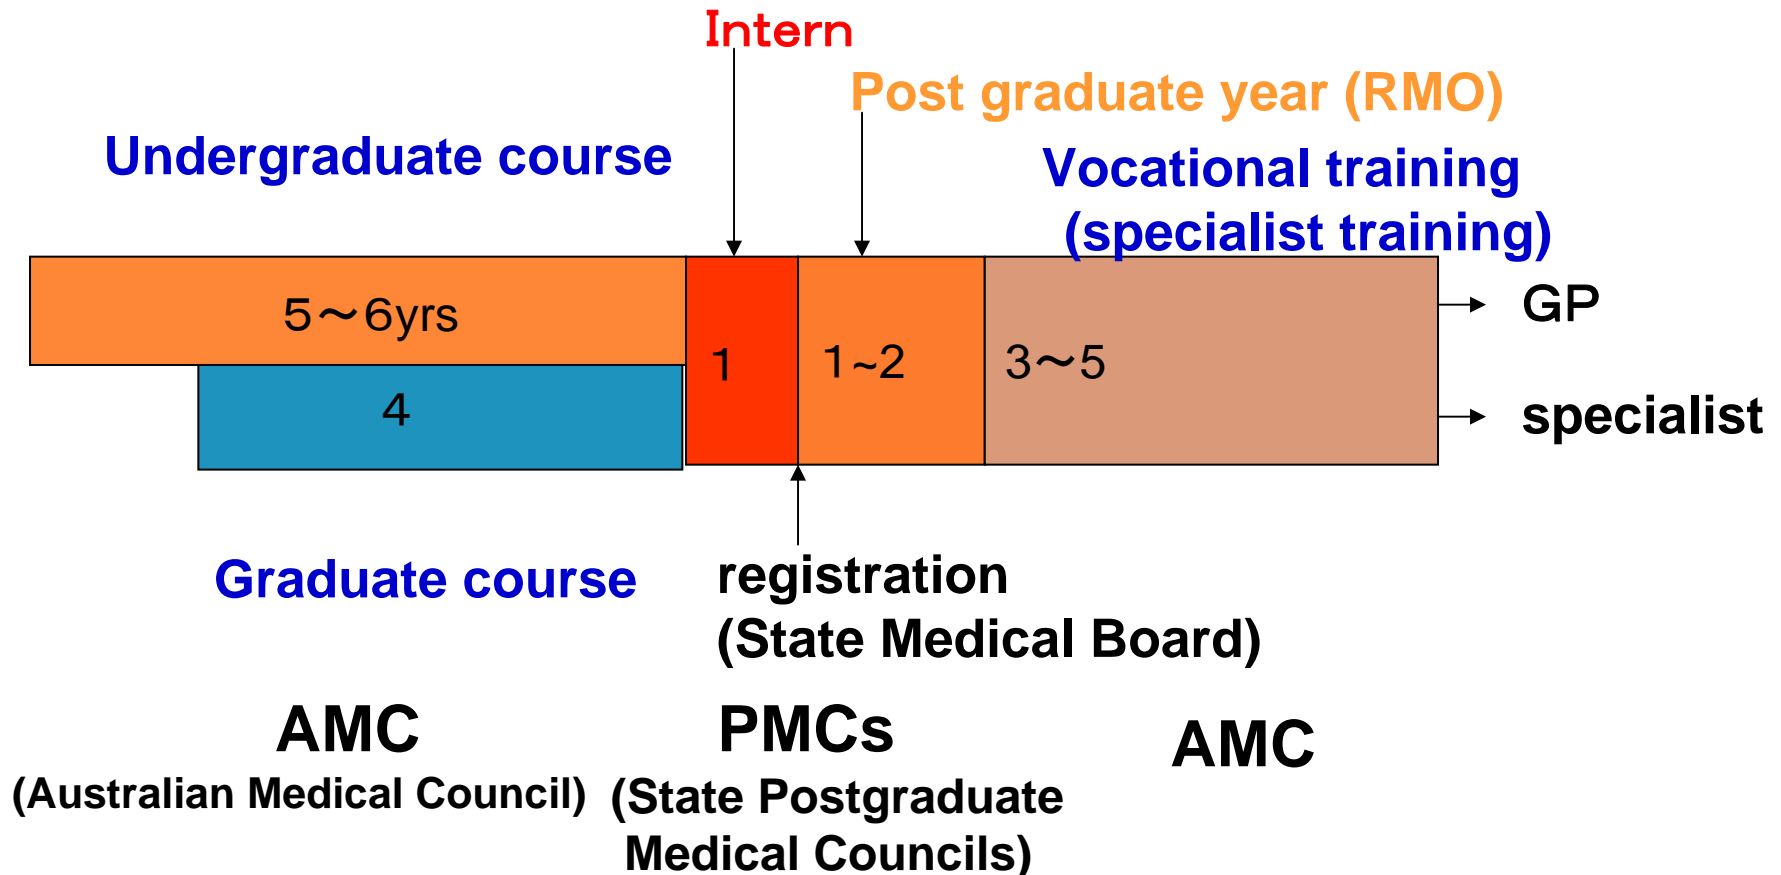 Intern
Post graduate year (RMO)
Undergraduate course
Vocational training
(specialist training)
5～6yrs
GP
1
1~2
3～5
4
specialist
Graduate course
registration
(State Medical Board)
AMC
(Australian Medical Council)
PMCs
(State Postgraduate
Medical Councils)
AMC